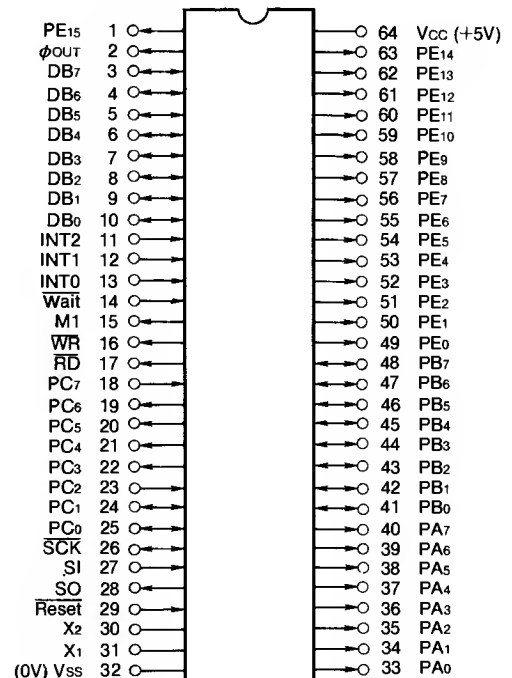 PE15 1 64 Vcc (+5V)
ϕOUT 2 63 PE14
DB7 3 62 PE13
DB6 4 61 PE12
DB5 5 60 PE11
DB4 6 59 PE10
DB3 7 58 PE9
DB2 8 57 PE8
DB1 9 56 PE7
DB0 10 55 PE6
INT2 11 54 PE5
INT1 12 53 PE4
INT0 13 52 PE3
Wait 14 51 PE2
M1 15 50 PE1
WR 16 49 PE0
RD 17 48 PB7
PC7 18 47 PB6
PC6 19 46 PB5
PC5 20 45 PB4
PC4 21 44 PB3
PC3 22 43 PB2
PC2 23 42 PB1
PC1 24 41 PB0
PC0 25 40 PA7
SCK 26 39 PA6
SI 27 38 PA5
SO 28 37 PA4
Reset 29 36 PA3
X2 30 35 PA2
X1 31 34 PA1
(0V) Vss 32 33 PA0